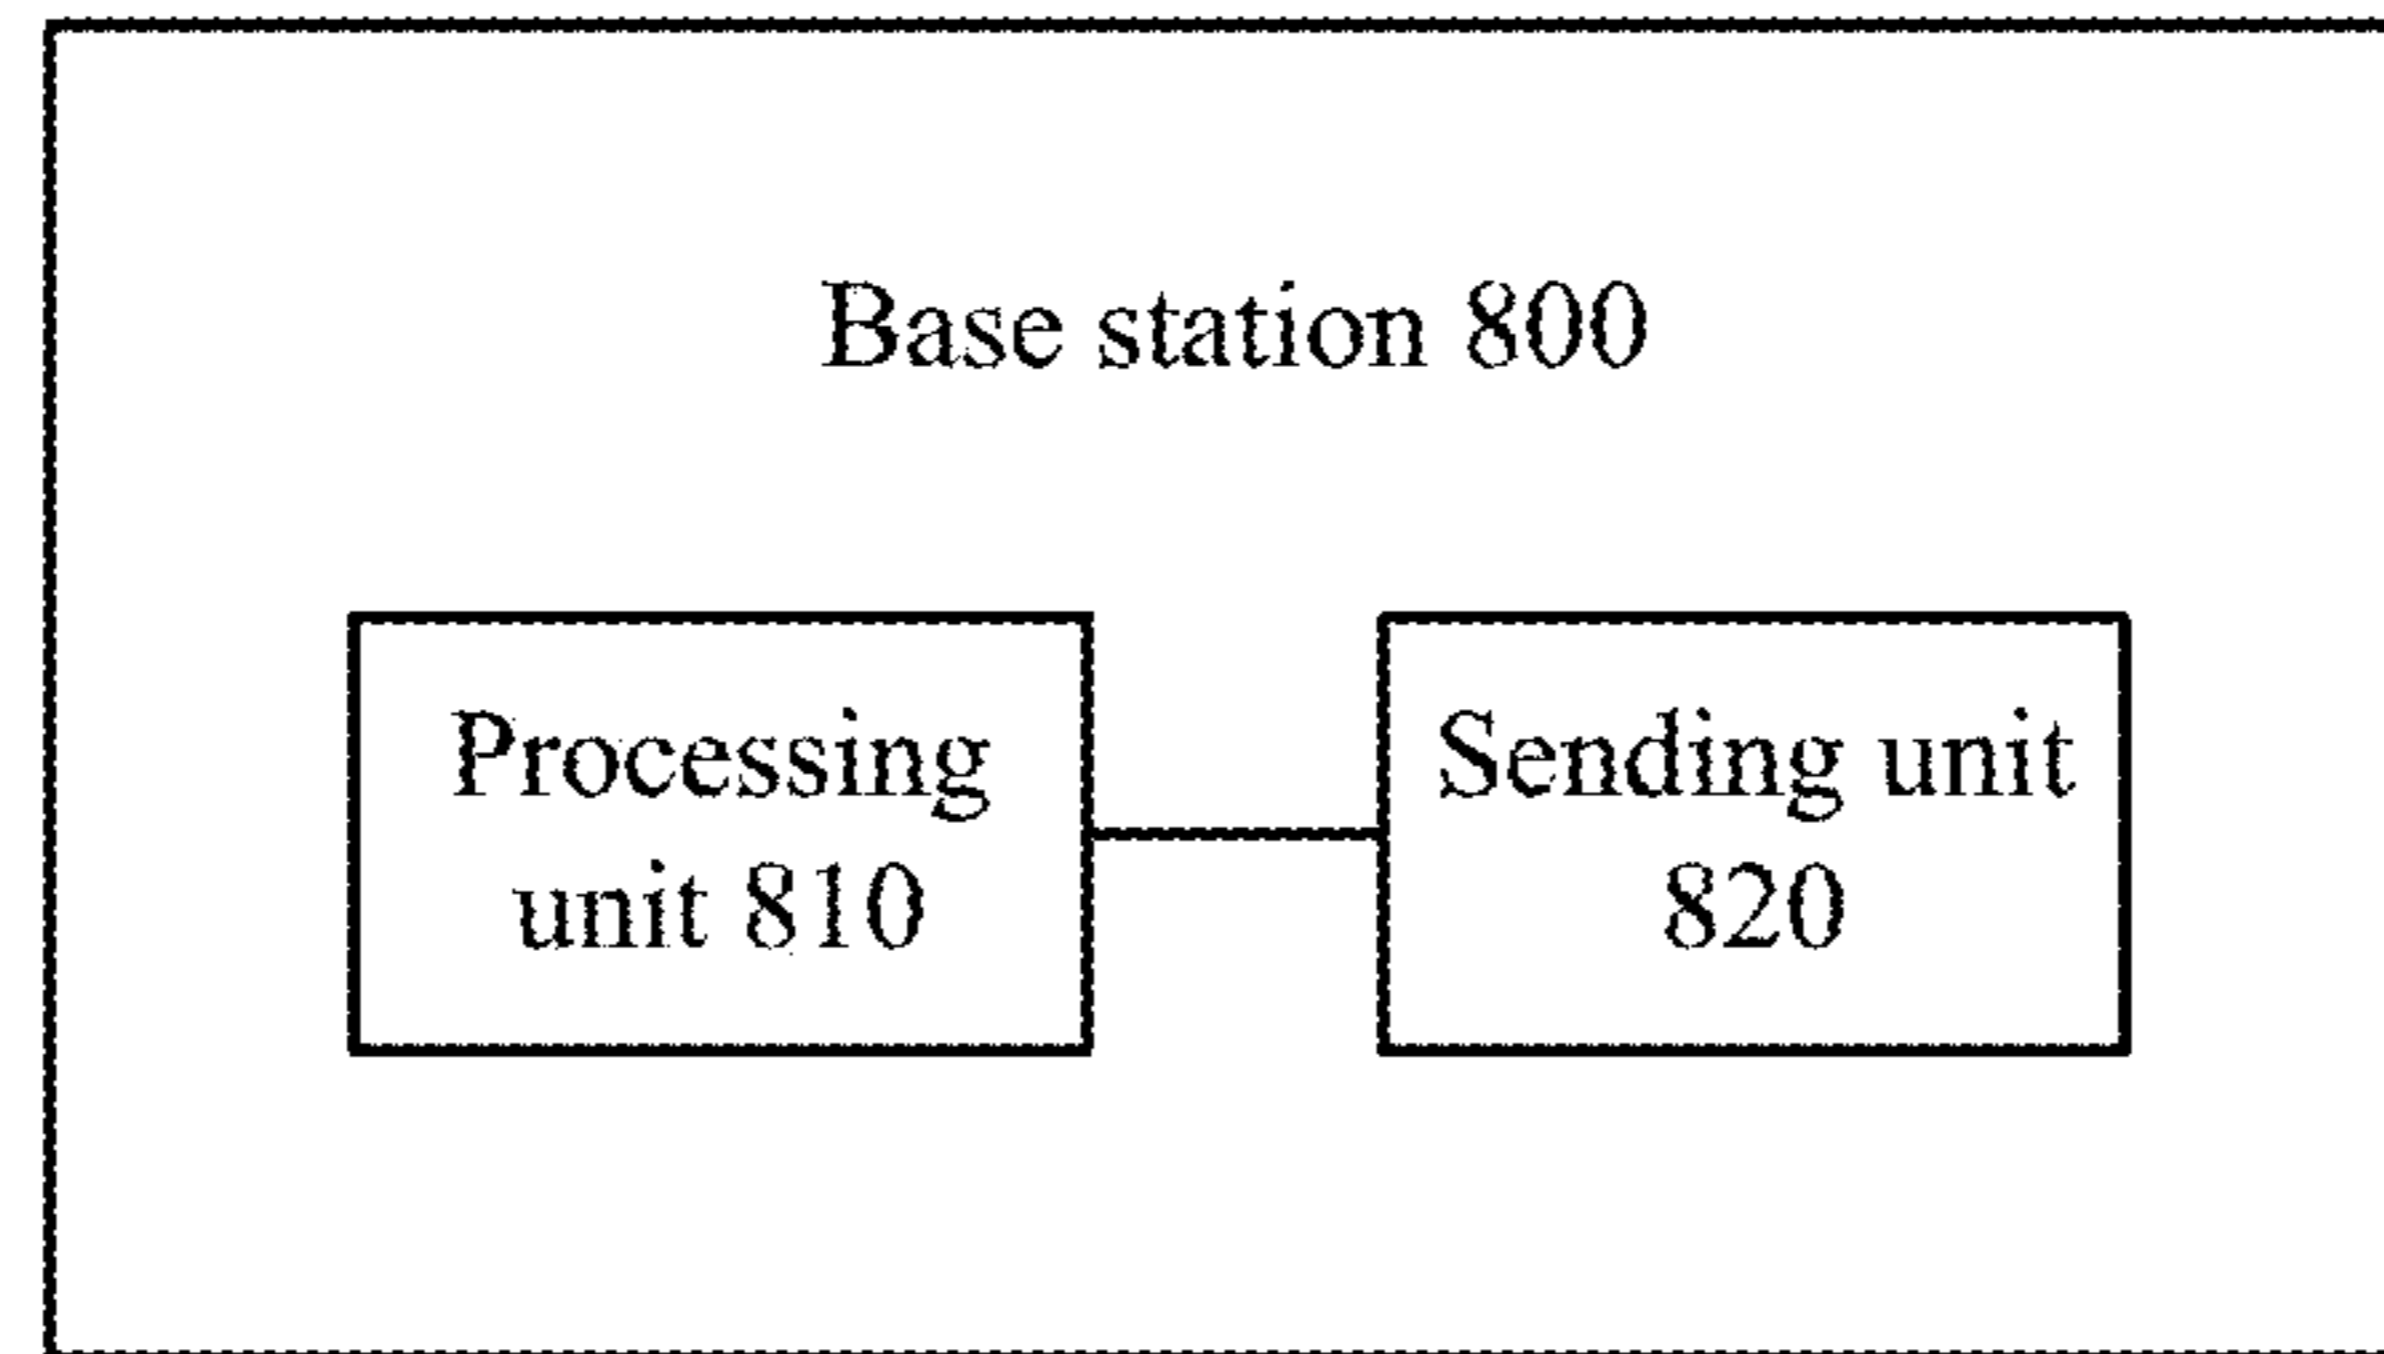 Base station 800
Processing
unit 810
Sending unit
820